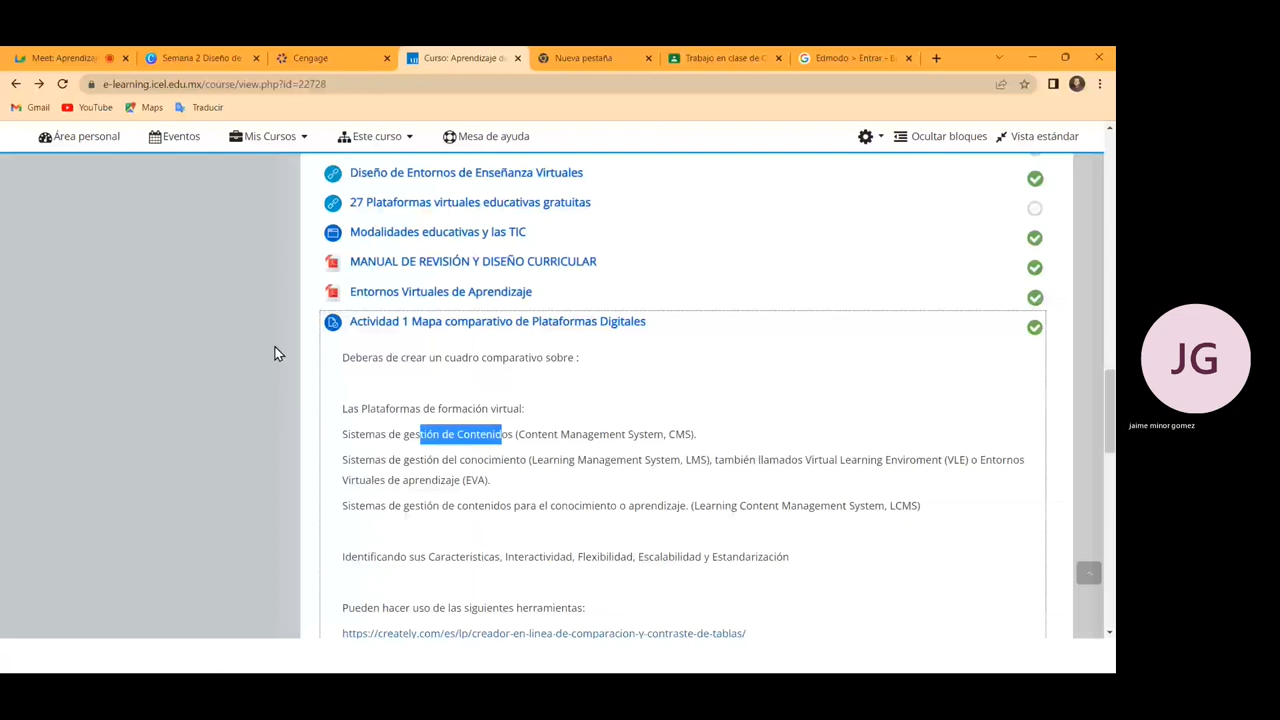 Meet: Aprendiza
Semana 2 Diseño de
Cengage
Curso: Aprendizaje d
Nueva pestaña
Trabajo en clase de C
Edmodo > Entrar - B
e-learning.icel.edu.mx/course/view.php?id=22728
Gmail
YouTube
Maps
Traducir
Área personal
Eventos
Mis Cursos
Este curso
Mesa de ayuda
Ocultar bloques
Vista estándar
Diseño de Entornos de Enseñanza Virtuales
27 Plataformas virtuales educativas gratuitas
Modalidades educativas y las TIC
MANUAL DE REVISIÓN Y DISEÑO CURRICULAR
Entornos Virtuales de Aprendizaje
Actividad 1 Mapa comparativo de Plataformas Digitales
Deberas de crear un cuadro comparativo sobre :
Las Plataformas de formación virtual:
Sistemas de gestión de Contenidos (Content Management System, CMS).
Sistemas de gestión del conocimiento (Learning Management System, LMS), también llamados Virtual Learning Enviroment (VLE) o Entornos
Virtuales de aprendizaje (EVA).
Sistemas de gestión de contenidos para el conocimiento o aprendizaje. (Learning Content Management System, LCMS)
Identificando sus Caracteristicas, Interactividad, Flexibilidad, Escalabilidad y Estandarización
Pueden hacer uso de las siguientes herramientas:
https://creately.com/es/lp/creador-en-linea-de-comparacion-y-contraste-de-tablas/
JG
jaime minor gomez